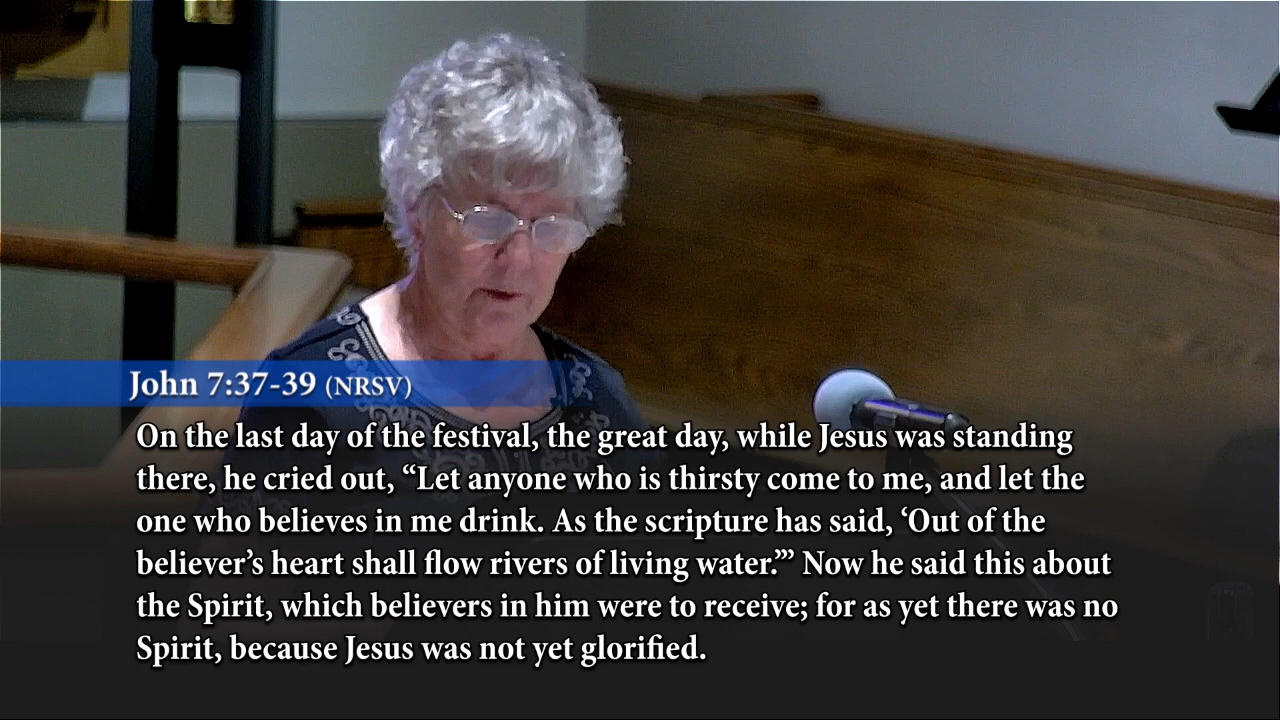 John 7:37-39 (NRSV)
On the last day of the festival, the great day, while Jesus was standing
there, he cried out, “Let anyone who is thirsty come to me, and let the
one who believes in me drink. As the scripture has said, ‘Out of the
believer’s heart shall flow rivers of living water.’” Now he said this about
the Spirit, which believers in him were to receive; for as yet there was no
Spirit, because Jesus was not yet glorified.